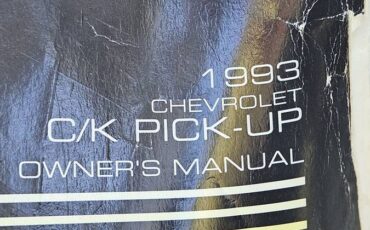 1993
CHEVROLET
C/K PICK-UP
OWNER'S MANUAL